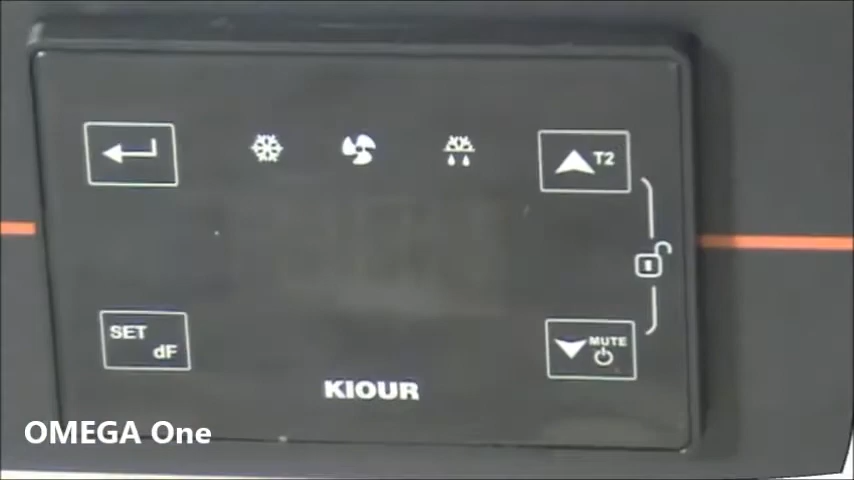 T2
SET
dF
MUTE
KIOUR
OMEGA One